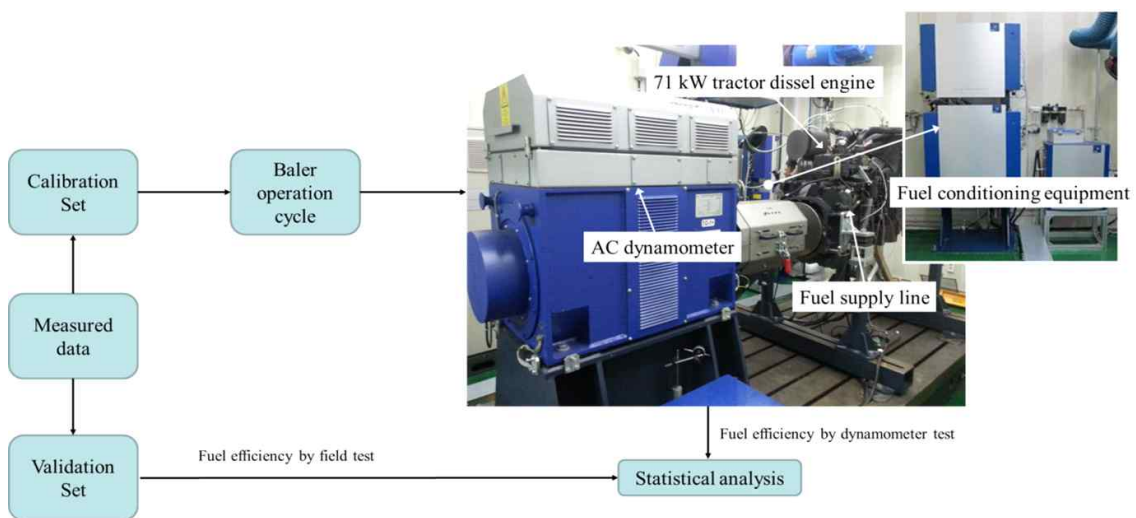 71 kW tractor dissel engine
Fuel conditioning equipment
Calibration
Set
Baler
operation
cycle
AC dynamometer
Fuel supply line
Measured
data
Fuel efficiency by dynamometer test
Validation
Set
Fuel efficiency by field test
Statistical analysis